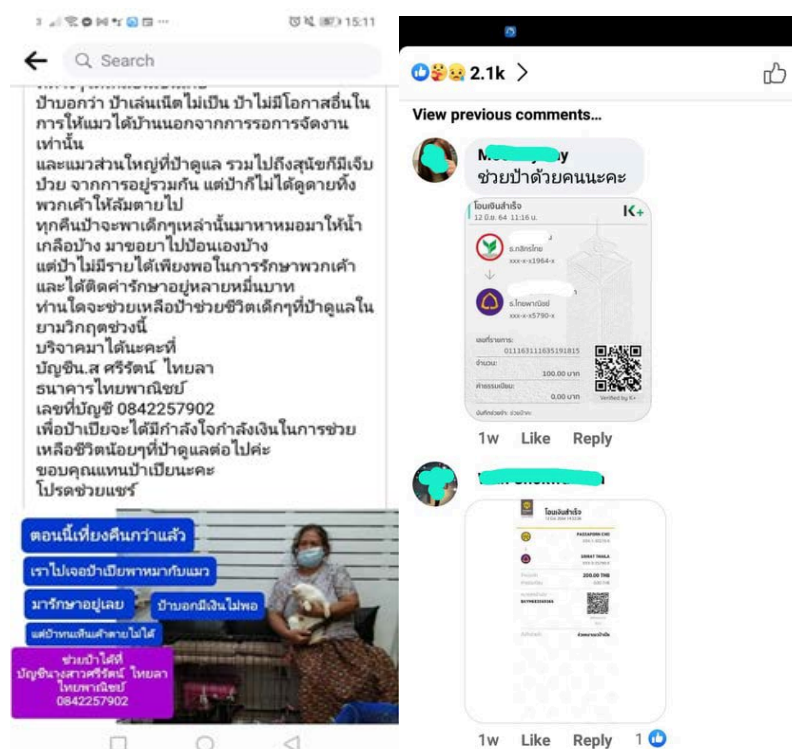 15:11
Search
ป้าบอกว่า ป้าเล่นเน็ตไม่เป็น ป้าไม่มีโอกาสอื่นใน
การให้แมวได้บ้านนอกจากการรอการจัดงาน
เท่านั้น
และแมวส่วนใหญ่ที่ป้าดูแล รวมไปถึงสุนัขก็มีเจ็บ
ป่วย จากการอยู่รวมกัน แต่ป้าก็ไม่ได้ดูดายทิ้ง
พวกเค้าให้ล้มตายไป
ทุกคืนป้าจะพาเด็กๆเหล่านั้นมาหาหมอมาให้น้ำ
เกลือบ้าง มาขอยาไปป้อนเองบ้าง
แต่ป้าไม่มีรายได้เพียงพอในการรักษาพวกเค้า
และได้ติดค่ารักษาอยู่หลายหมื่นบาท
ท่านใดจะช่วยเหลือป้าช่วยชีวิตเด็กๆที่ป้าดูแลใน
ยามวิกฤตช่วงนี้
บริจาคมาได้นะคะที่
บัญชีน.ส ศรีรัตน์ ไทยลา
ธนาคารไทยพาณิชย์
เลขที่บัญชี 0842257902
เพื่อป้าเปียจะได้มีกำลังใจกำลังเงินในการช่วย
เหลือชีวิตน้อยๆที่ป้าดูแลต่อไปค่ะ
ขอบคุณแทนป้าเปียนะคะ
โปรดช่วยแชร์
ตอนนี้เที่ยงคืนกว่าแล้ว
เราไปเจอป้าเปียพาหมากับแมว
มารักษาอยู่เลย ป้าบอกมีเงินไม่พอ
แต่ป้าทนเห็นเค้าตายไม่ได้
ช่วยป้าได้ที่
บัญชีนางสาวศรีรัตน์ ไทยลา
ไทยพาณิชย์
0842257902
2.1k
View previous comments...
ช่วยป้าด้วยคนนะคะ
โอนเงินสำเร็จ
12 มิ.ย. 64 11:16 น.
K+
ธ.กสิกรไทย
xxx-x-x1964-x
ธ.ไทยพาณิชย์
xxx-x-x5790-x
เลขที่รายการ:
011163111635191815
จำนวน:
100.00 บาท
ค่าธรรมเนียม:
0.00 บาท
Verified by K+
1w Like Reply
โอนเงินสำเร็จ
200.00 THB
1w Like Reply 1